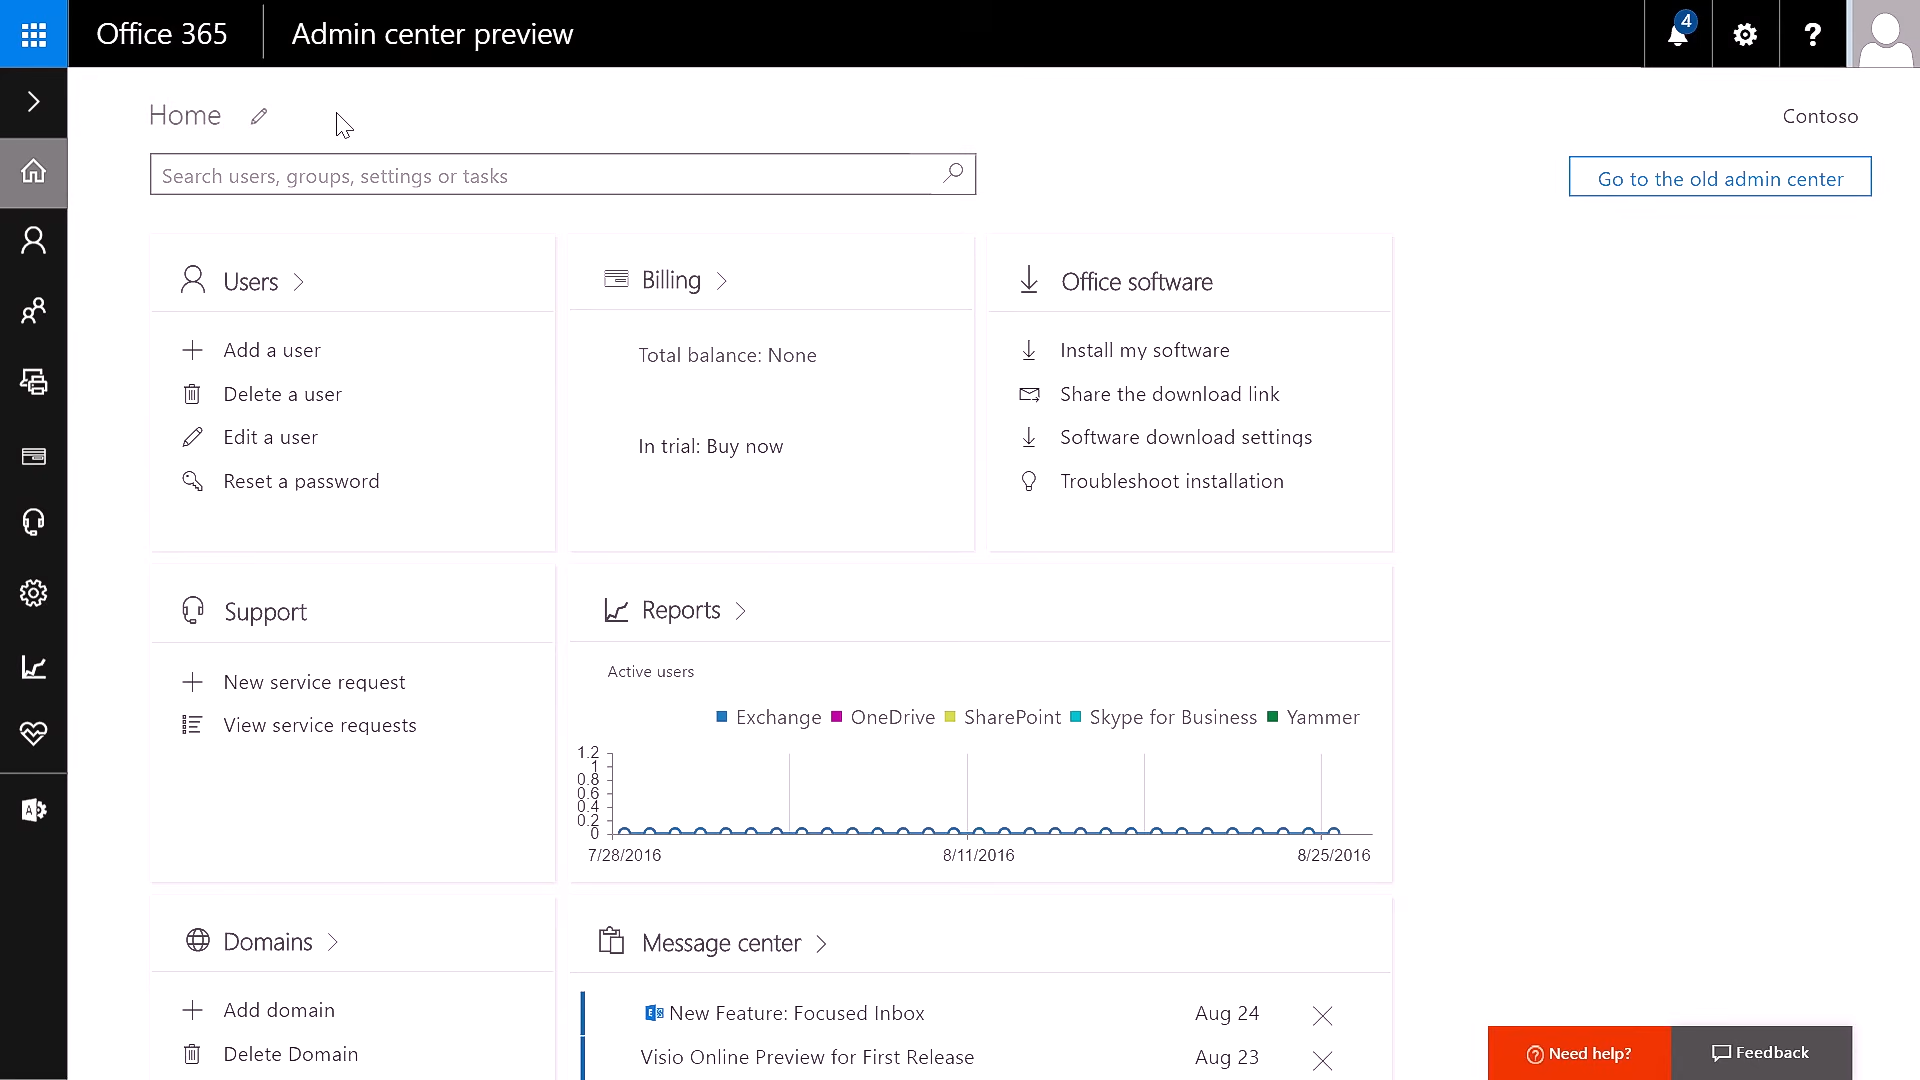 Office 365
Admin center preview
4
?
Home
Contoso
Search users, groups, settings or tasks
Go to the old admin center
Users
Add a user
Delete a user
Edit a user
Reset a password
Billing
Total balance: None
In trial: Buy now
Office software
Install my software
Share the download link
Software download settings
Troubleshoot installation
Support
New service request
View service requests
Reports
Active users
Exchange OneDrive SharePoint Skype for Business Yammer
1.2
1
0.8
0.6
0.4
0.2
0
7/28/2016 8/11/2016 8/25/2016
Domains
Add domain
Delete Domain
Message center
New Feature: Focused Inbox Aug 24
Visio Online Preview for First Release Aug 23
Need help?
Feedback